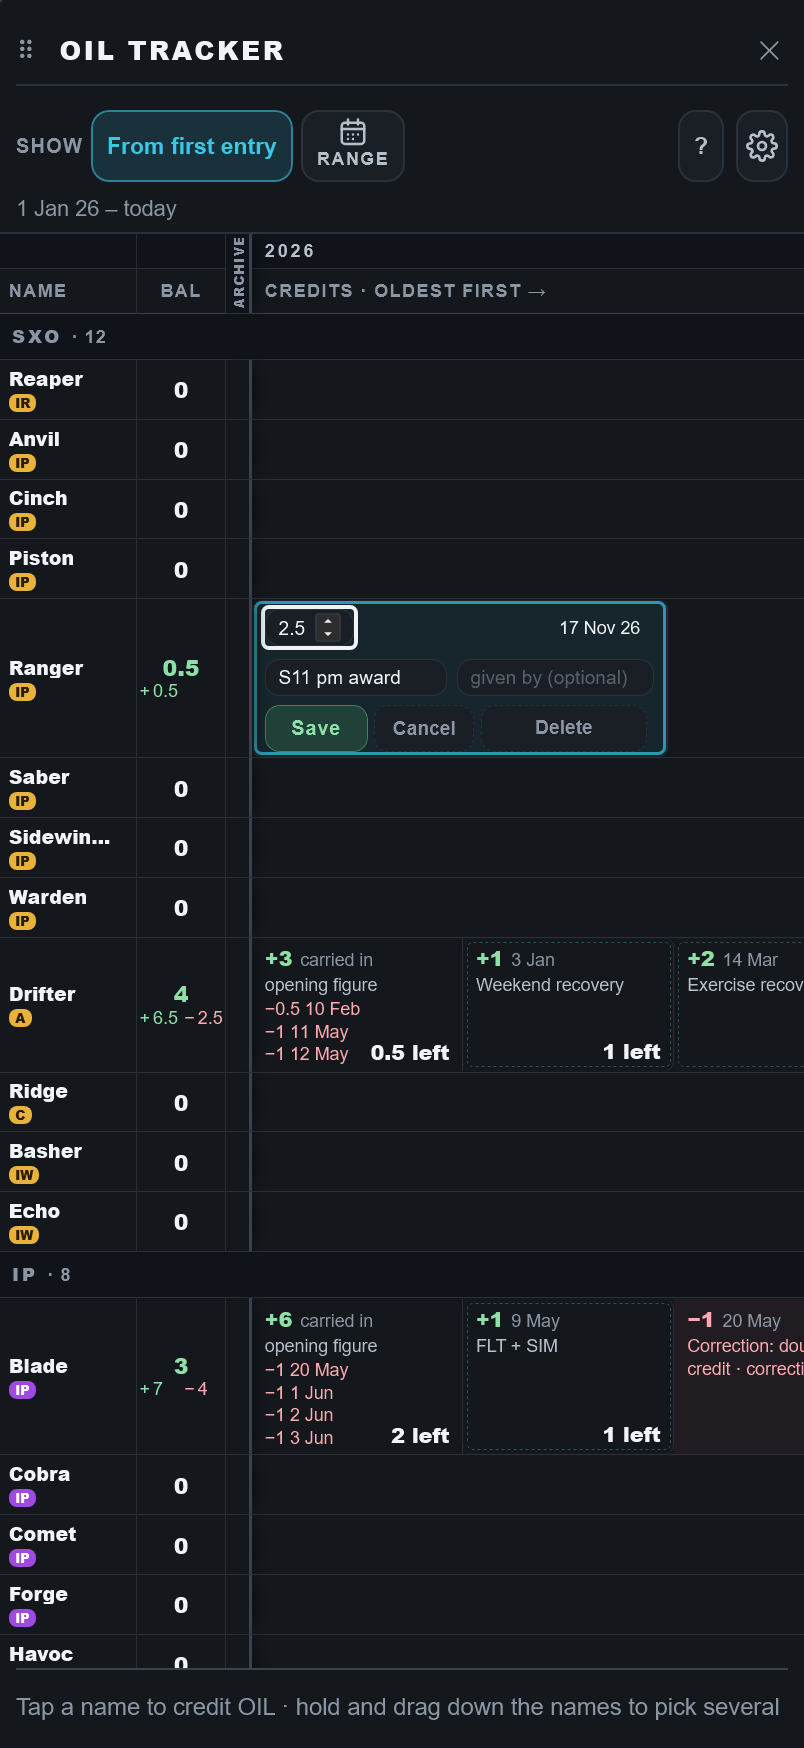 OIL TRACKER
SHOW
From first entry
RANGE
?
1 Jan 26 – today
ARCHIVE
2026
NAME
BAL
CREDITS · OLDEST FIRST →
SXO · 12
Reaper
IR
0
Anvil
IP
0
Cinch
IP
0
Piston
IP
0
Ranger
IP
0.5
+0.5
2.5
17 Nov 26
S11 pm award
given by (optional)
Save
Cancel
Delete
Saber
IP
0
Sidewin...
IP
0
Warden
IP
0
Drifter
A
4
+6.5 −2.5
+3 carried in
opening figure
−0.5 10 Feb
−1 11 May
−1 12 May
0.5 left
+1 3 Jan
Weekend recovery
1 left
+2 14 Mar
Exercise recov
Ridge
C
0
Basher
IW
0
Echo
IW
0
IP · 8
Blade
IP
3
+7 −4
+6 carried in
opening figure
−1 20 May
−1 1 Jun
−1 2 Jun
−1 3 Jun
2 left
+1 9 May
FLT + SIM
1 left
−1 20 May
Correction: dou
credit · correcti
Cobra
IP
0
Comet
IP
0
Forge
IP
0
Havoc
0
Tap a name to credit OIL · hold and drag down the names to pick several